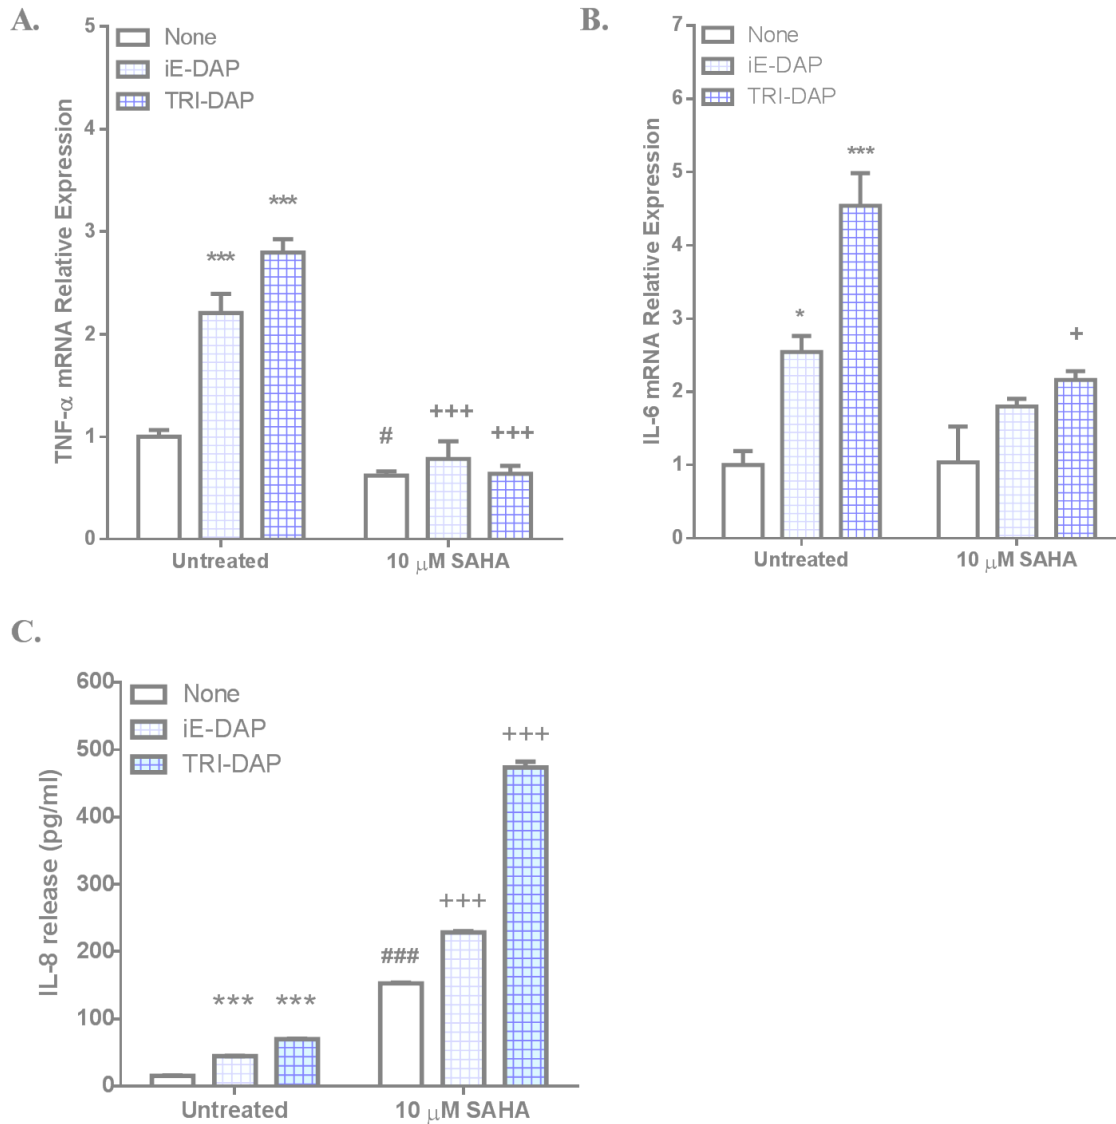 A.
TNF-α mRNA Relative Expression
5
4
3
2
1
0
None
iE-DAP
TRI-DAP
***
***
#
+++
+++
Untreated
10 μM SAHA
B.
IL-6 mRNA Relative Expression
7
6
5
4
3
2
1
0
None
iE-DAP
TRI-DAP
*
***
+
Untreated
10 μM SAHA
C.
IL-8 release (pg/ml)
600
500
400
300
200
100
0
None
iE-DAP
TRI-DAP
***
***
###
+++
+++
Untreated
10 μM SAHA